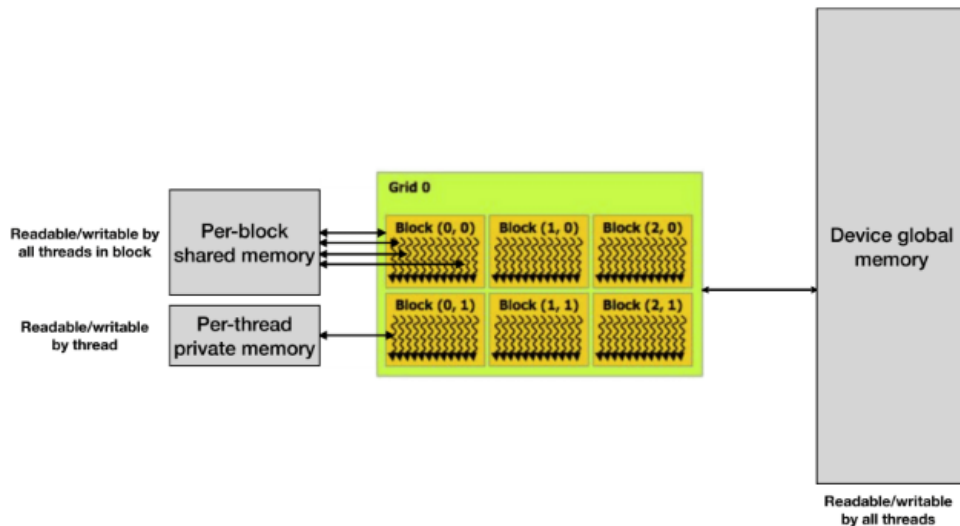 Grid 0
Readable/writable by
all threads in block
Per-block
shared memory
Block (0, 0)
Block (1, 0)
Block (2, 0)
Device global
memory
Readable/writable
by thread
Per-thread
private memory
Block (0, 1)
Block (1, 1)
Block (2, 1)
Readable/writable
by all threads